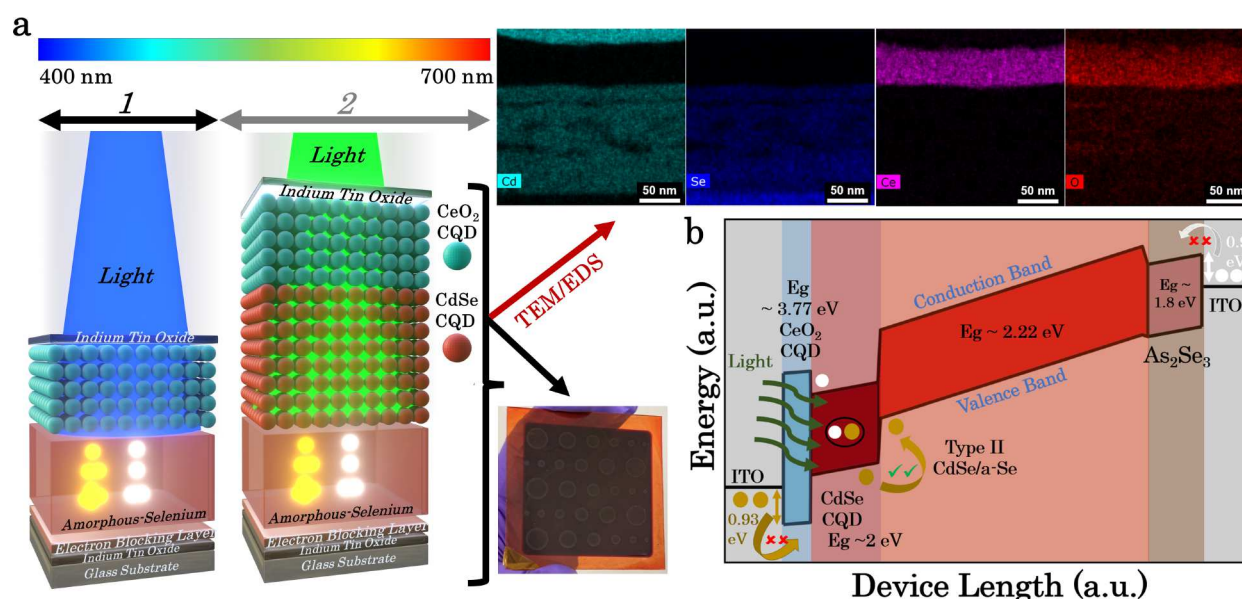 a
400 nm
700 nm
1
2
Light
Indium Tin Oxide
Amorphous-Selenium
Electron Blocking Layer
Indium Tin Oxide
Glass Substrate
Light
Indium Tin Oxide
CeO₂
CQD
CdSe
CQD
Amorphous-Selenium
Electron Blocking Layer
Indium Tin Oxide
Glass Substrate
TEM/EDS
Cd
50 nm
Se
50 nm
Ce
50 nm
O
50 nm
b
Energy (a.u.)
Eg
~ 3.77 eV
CeO₂
CQD
Light
ITO
0.93
eV
CdSe
CQD
Eg ~2 eV
Conduction Band
Eg ~ 2.22 eV
Valence Band
Type II
CdSe/a-Se
Eg ~
1.8 eV
As₂Se₃
eV
ITO
Device Length (a.u.)